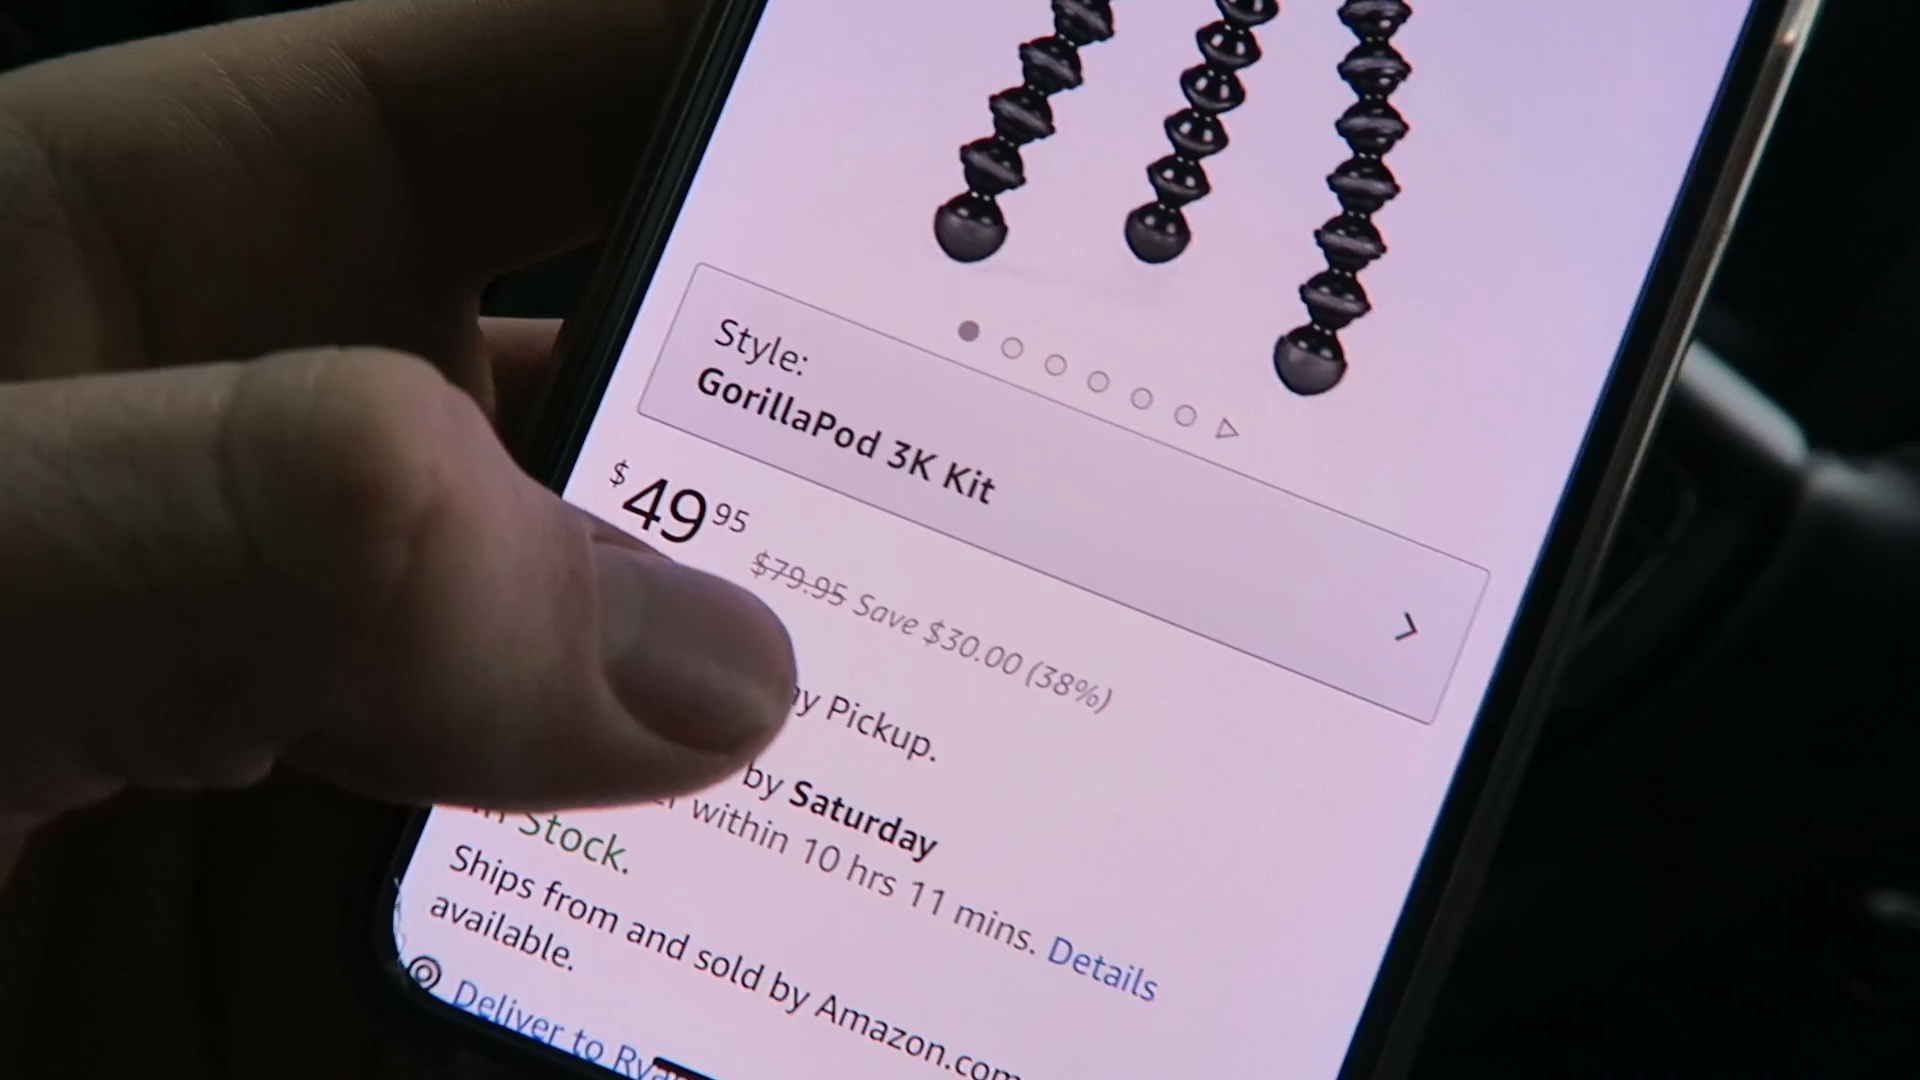 Style:
GorillaPod 3K Kit
$49 95
$79.95 Save $30.00 (38%)
Pickup.
by Saturday
within 10 hrs 11 mins. Details
In Stock.
Ships from and sold by Amazon.com
available.
Deliver to